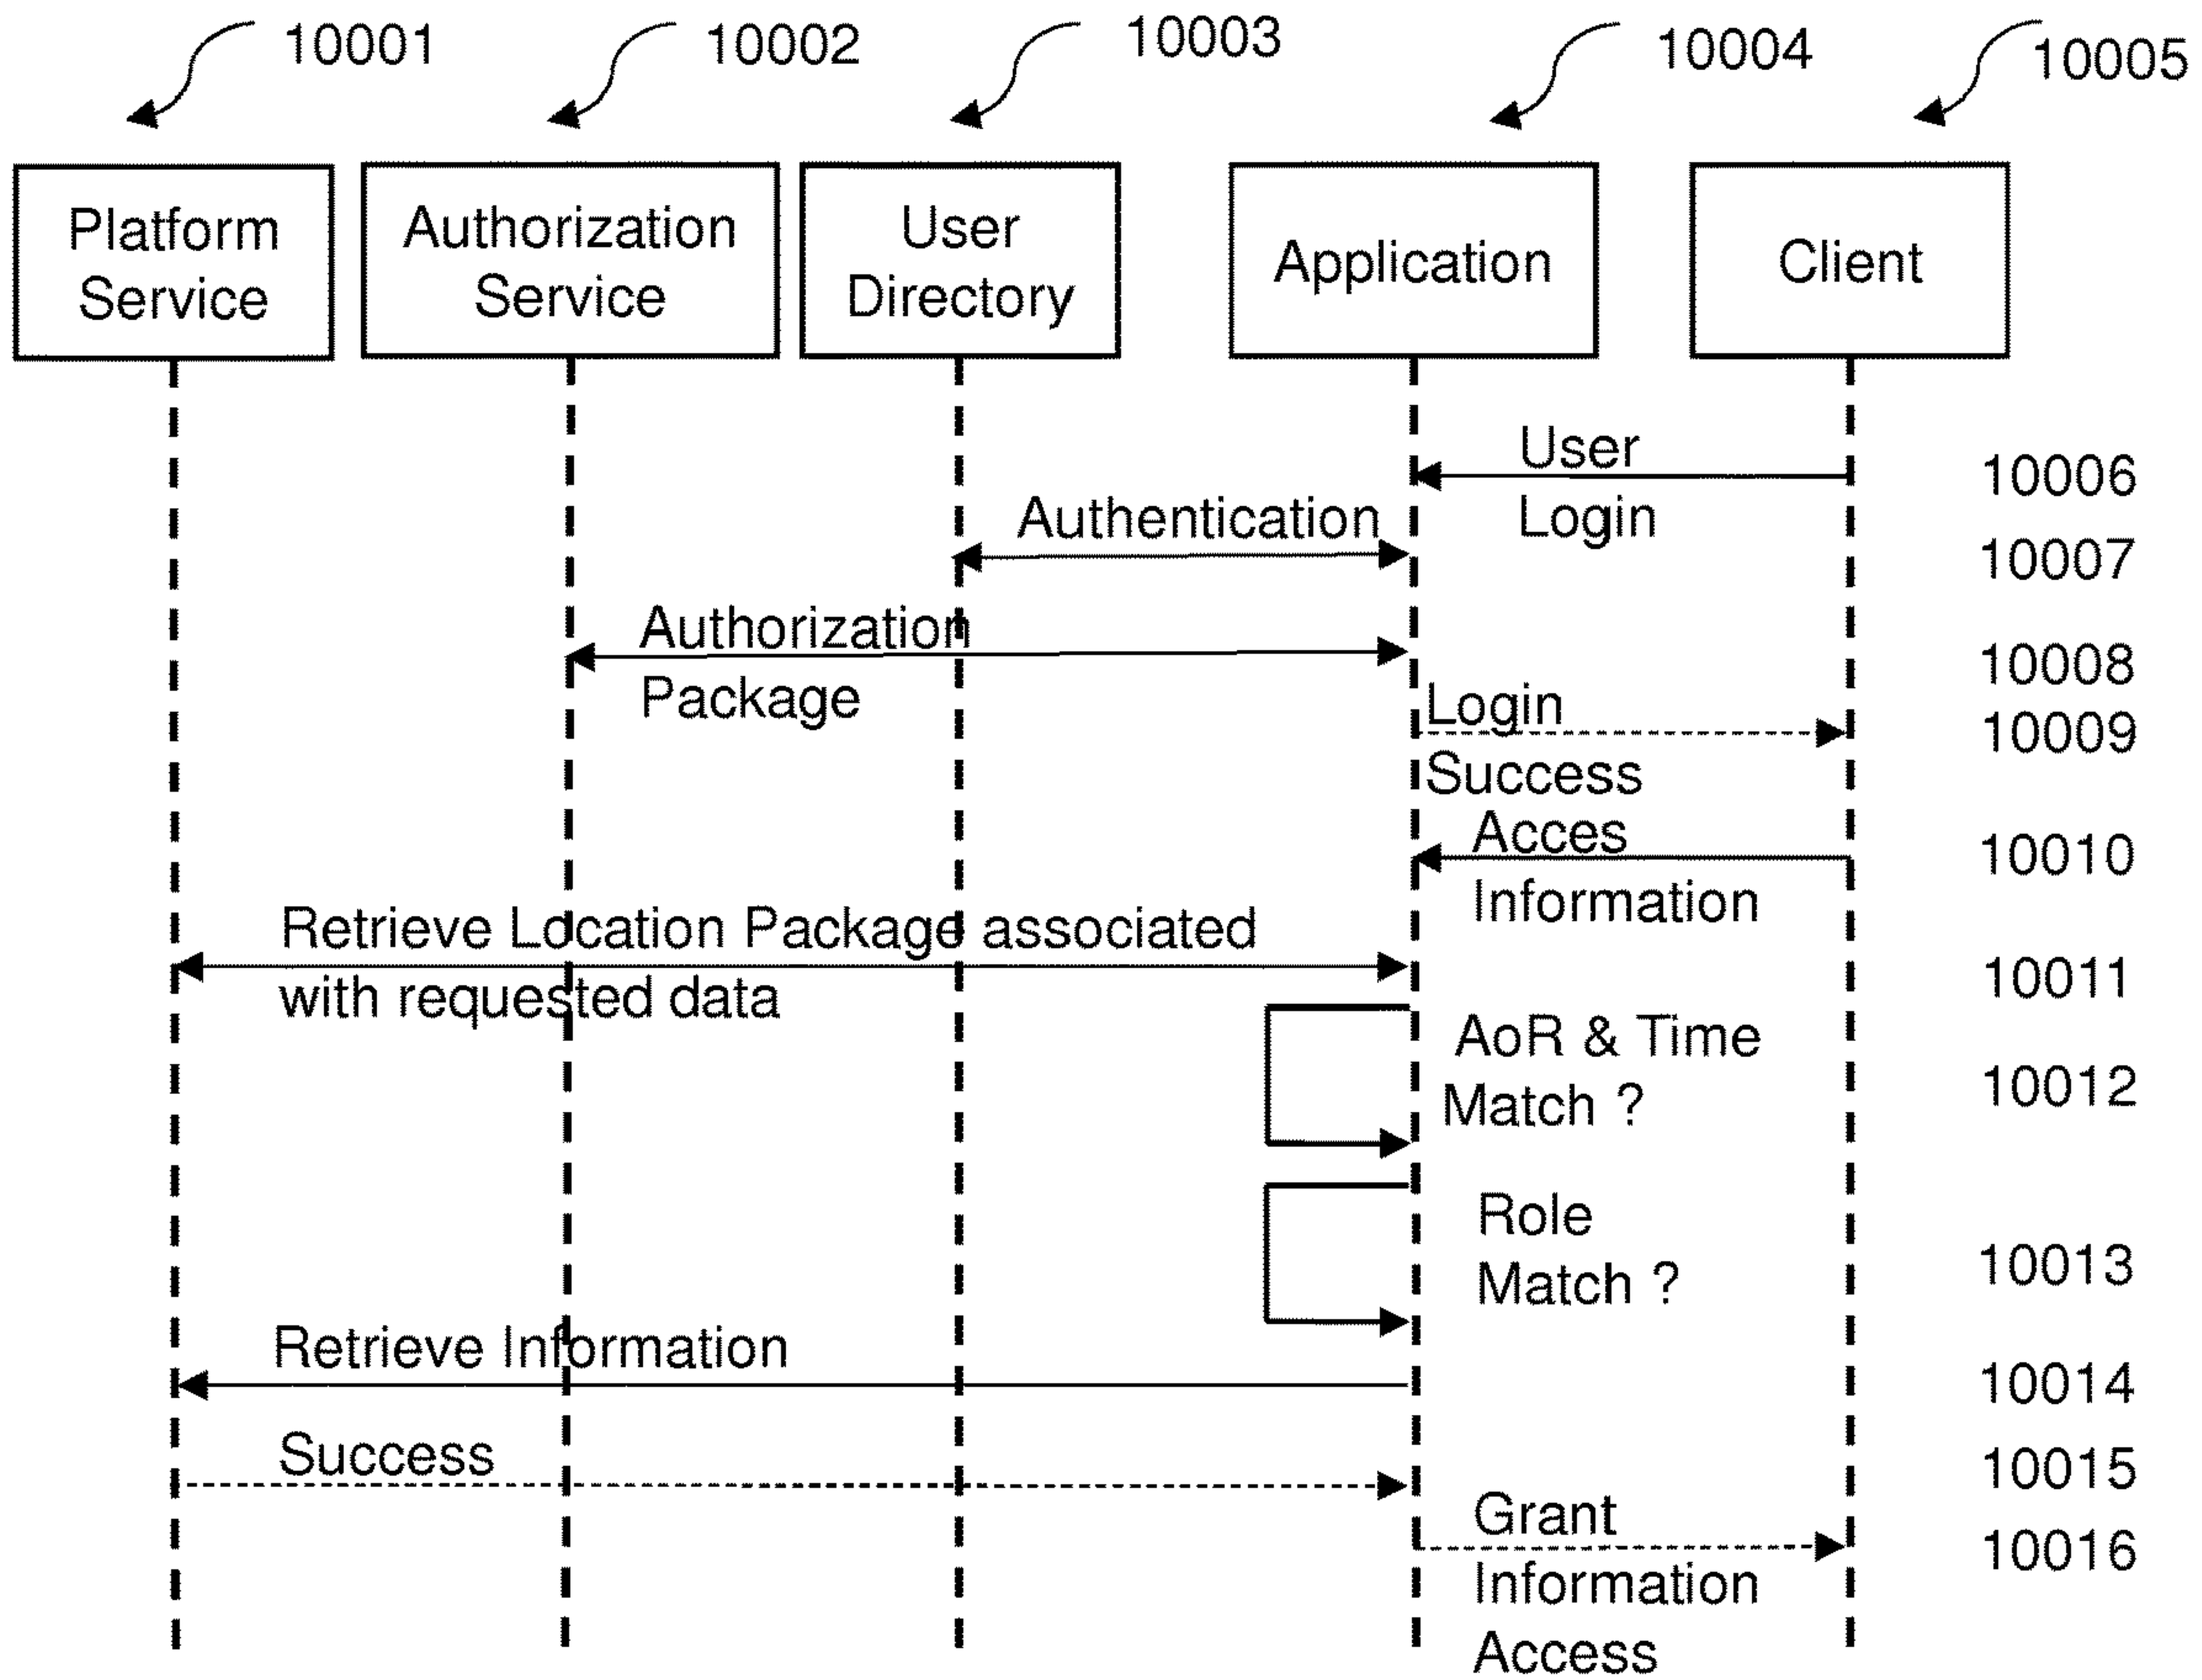 10001
10002
10003
10004
10005
Platform
Service
Authorization
Service
User
Directory
Application
Client
User
Login
10006
Authentication
10007
Authorization
Package
10008
Login
Success
10009
Acces
Information
10010
Retrieve Location Package associated
with requested data
10011
AoR & Time
Match ?
10012
Role
Match ?
10013
Retrieve Information
10014
Success
10015
Grant
Information
Access
10016